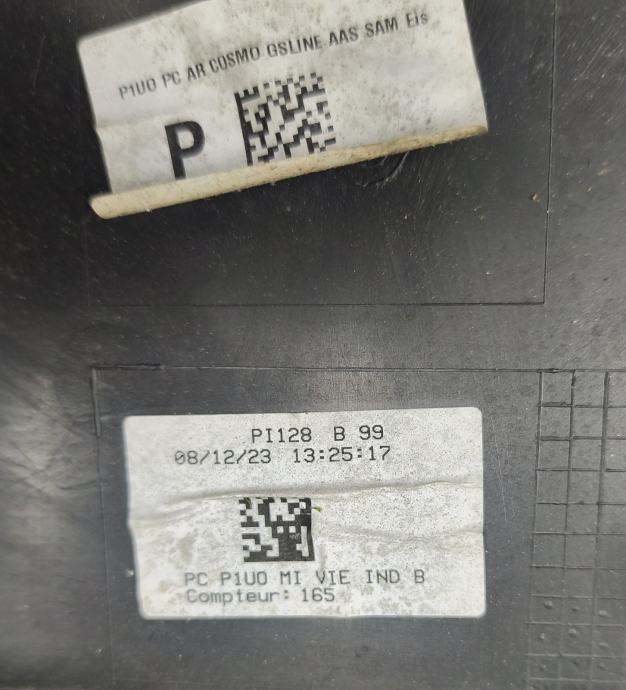 P1U0 PC AR COSMO GSLINE AAS SAM Eis
P
PI128 B 99
08/12/23 13:25:17
PC P1U0 MI VIE IND B
Compteur: 165